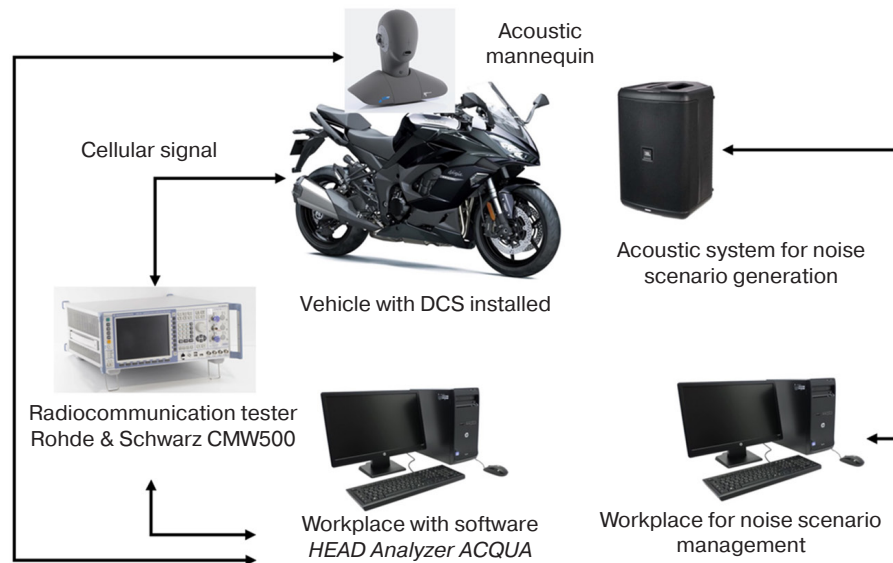 Acoustic
mannequin
Cellular signal
Acoustic system for noise
scenario generation
Vehicle with DCS installed
Radiocommunication tester
Rohde & Schwarz CMW500
Workplace with software
HEAD Analyzer ACQUA
Workplace for noise scenario
management